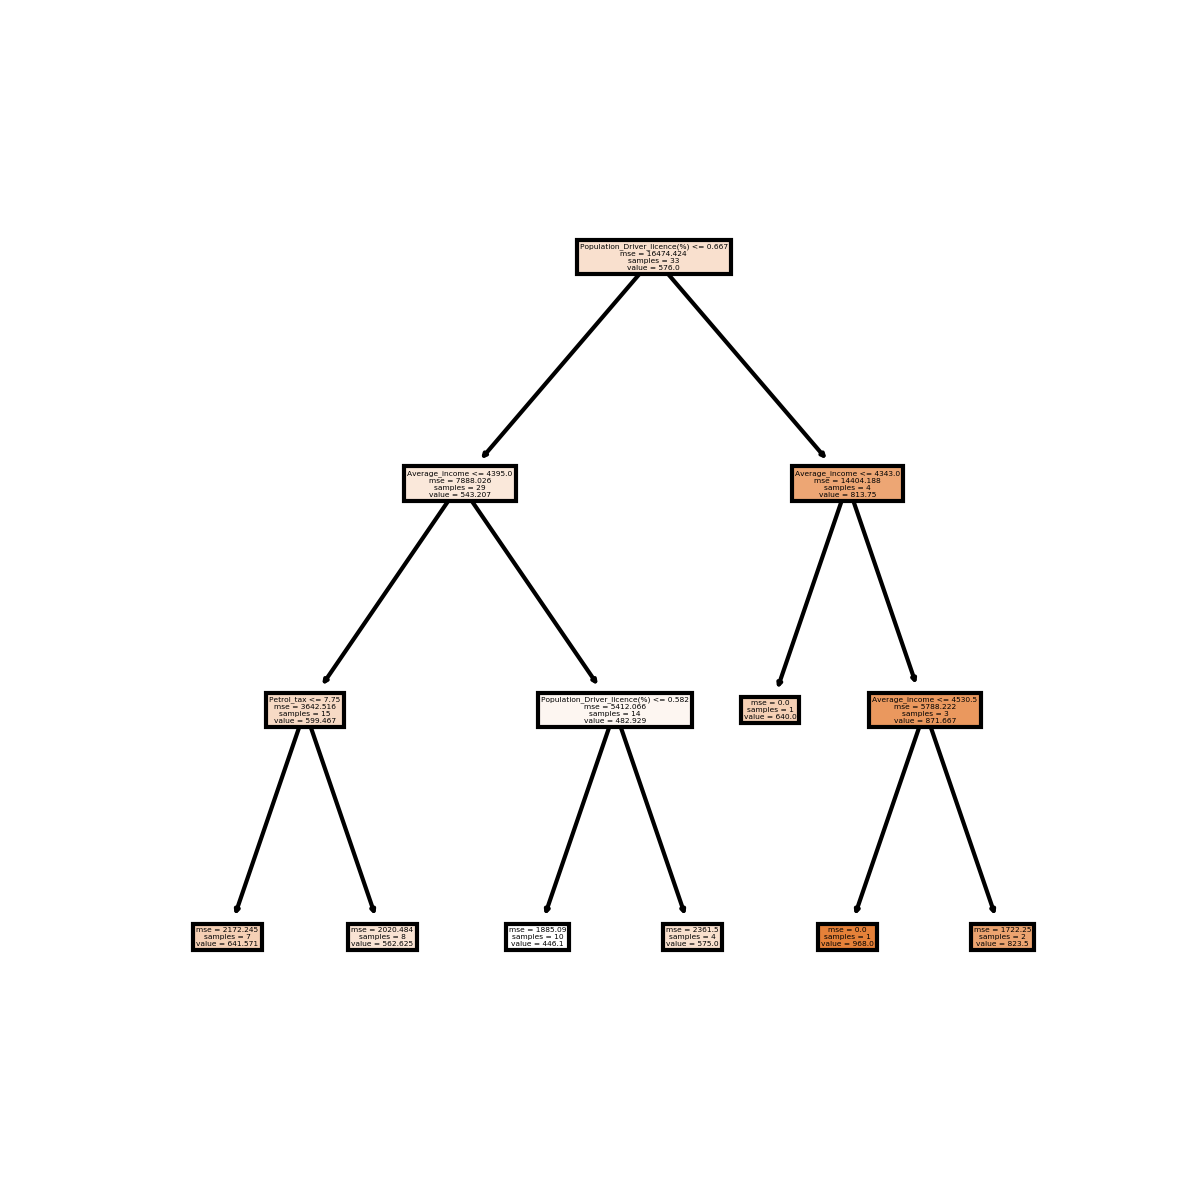 Population_Driver_licence(%) <= 0.667
mse = 16474.424
samples = 33
value = 576.0
Average_income <= 4395.0
mse = 7888.026
samples = 29
value = 543.207
Average_income <= 4343.0
mse = 14404.188
samples = 4
value = 813.75
Petrol_tax <= 7.75
mse = 3642.516
samples = 15
value = 599.467
Population_Driver_licence(%) <= 0.582
mse = 5412.066
samples = 14
value = 482.929
mse = 0.0
samples = 1
value = 640.0
Average_income <= 4530.5
mse = 5788.222
samples = 3
value = 871.667
mse = 2172.245
samples = 7
value = 641.571
mse = 2020.484
samples = 8
value = 562.625
mse = 1885.09
samples = 10
value = 446.1
mse = 2361.5
samples = 4
value = 575.0
mse = 0.0
samples = 1
value = 968.0
mse = 1722.25
samples = 2
value = 823.5